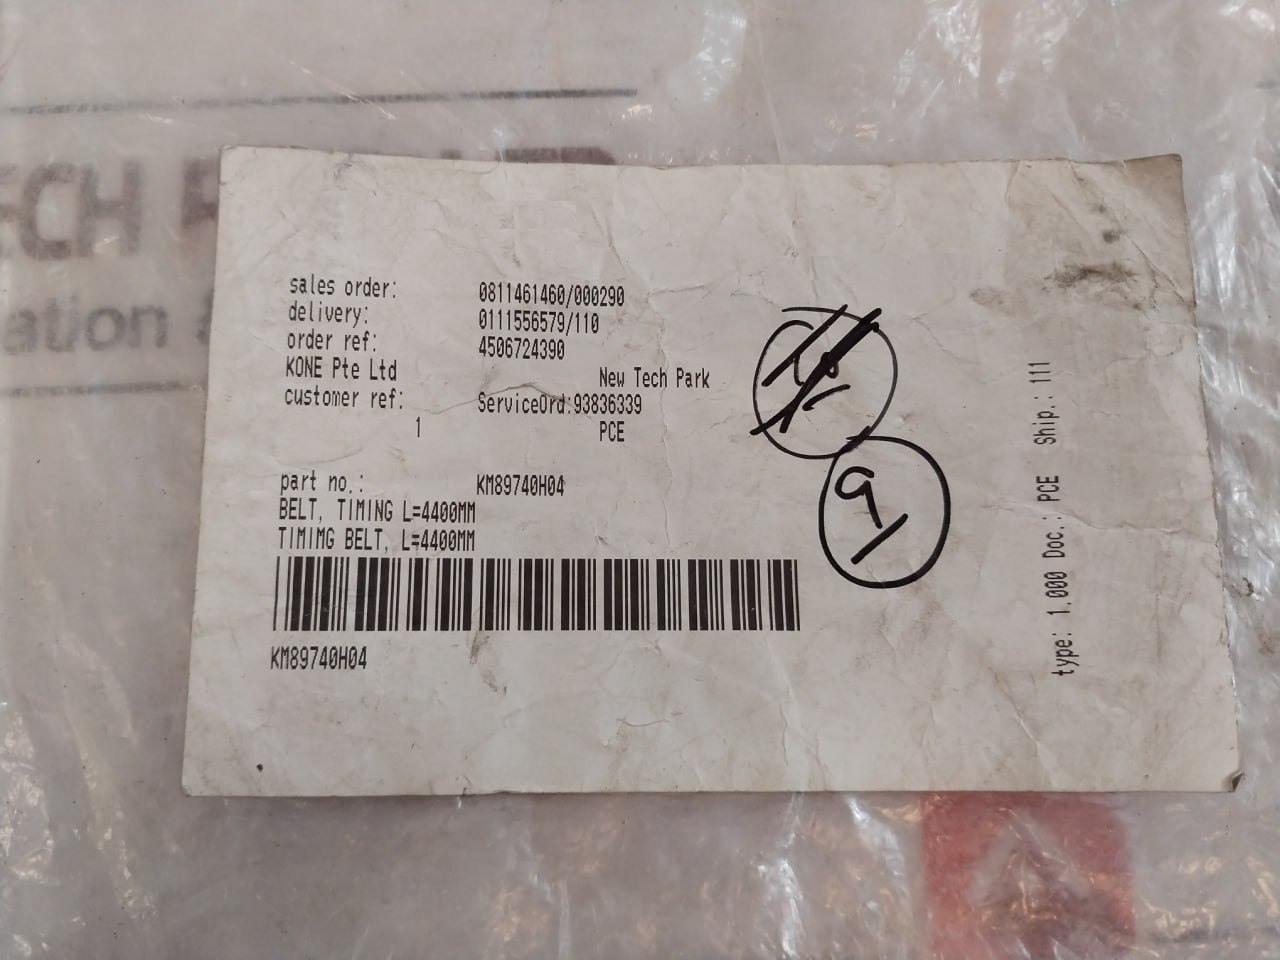 ECH
ation
sales order: 0811461460/000290
delivery: 0111556579/110
order ref: 4506724390
KONE Pte Ltd New Tech Park
customer ref: ServiceOrd:93836339
1 PCE
part no.: KM89740H04
BELT, TIMING L=4400MM
TIMIMG BELT, L=4400MM
KM89740H04
9
type: 1,000 Doc.: PCE Ship.: 111